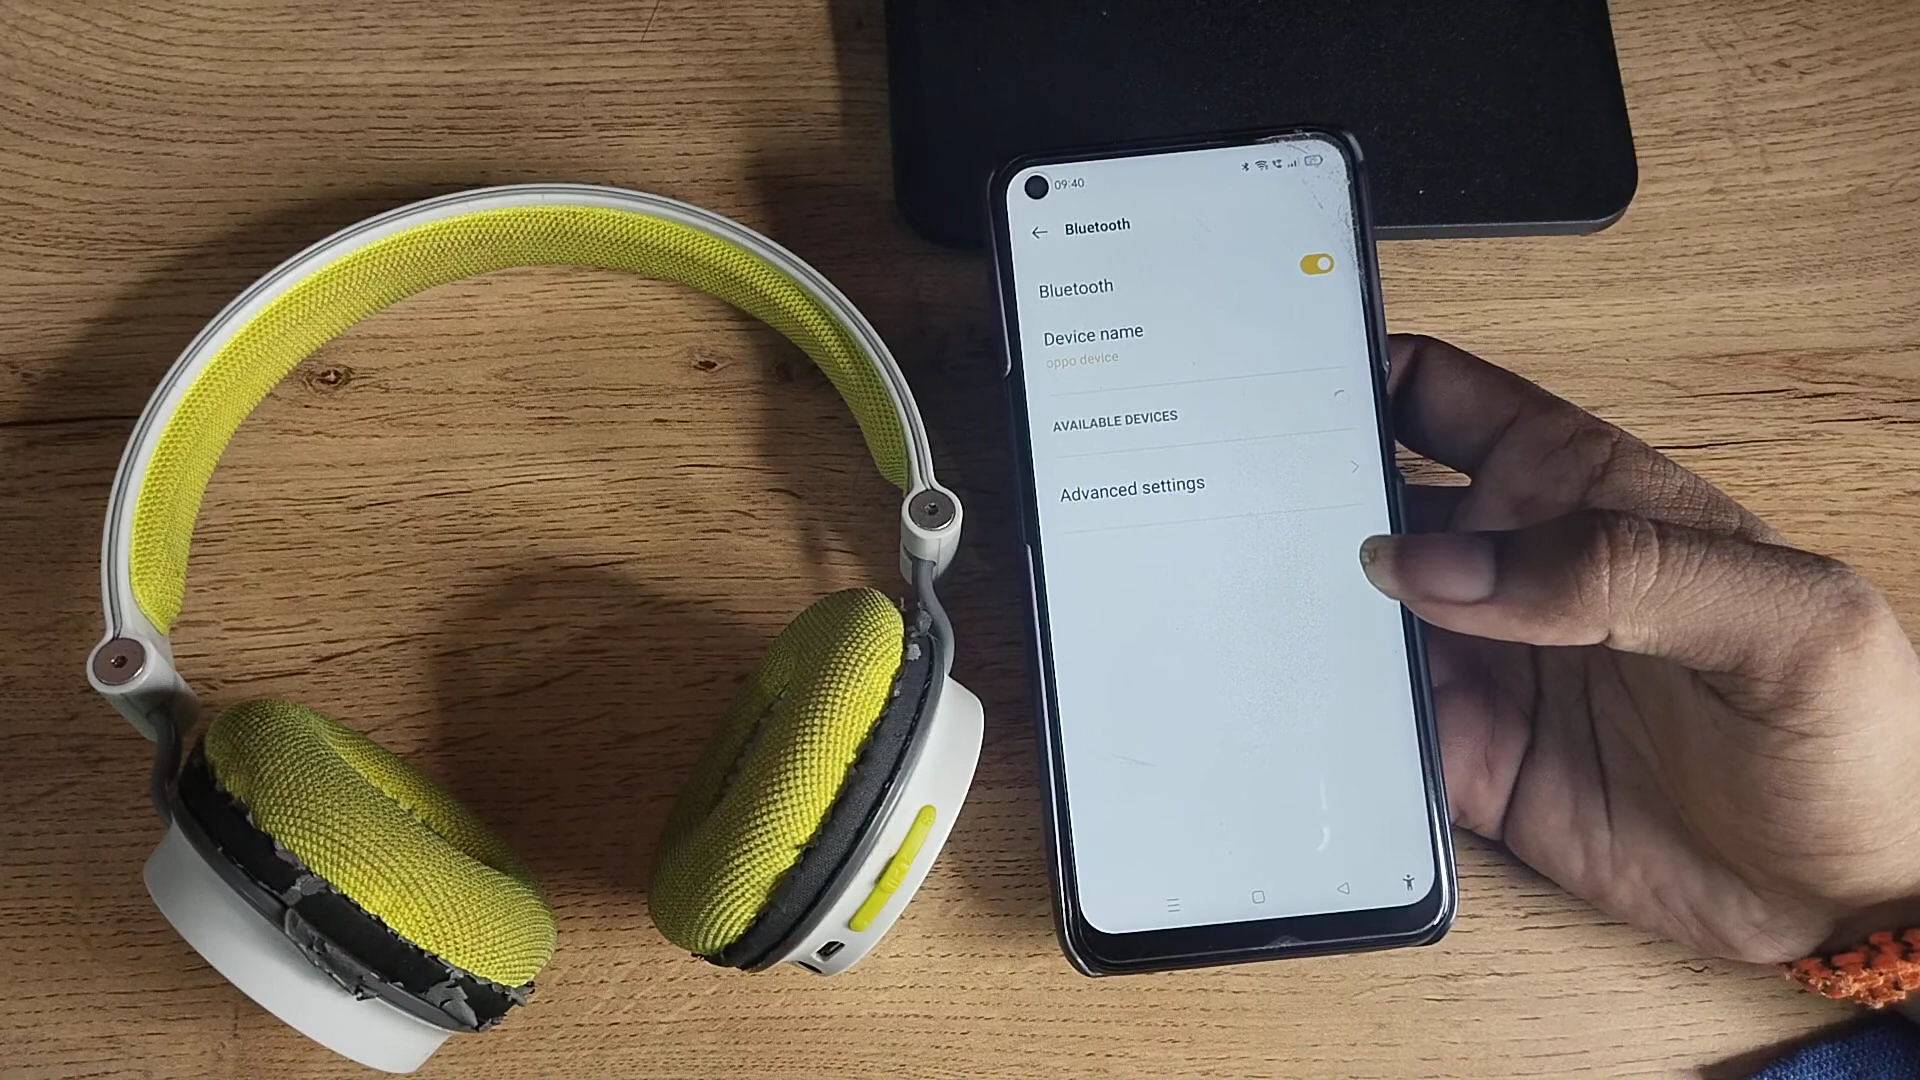 09:40
Bluetooth
Bluetooth
Device name
oppo device
AVAILABLE DEVICES
Advanced settings